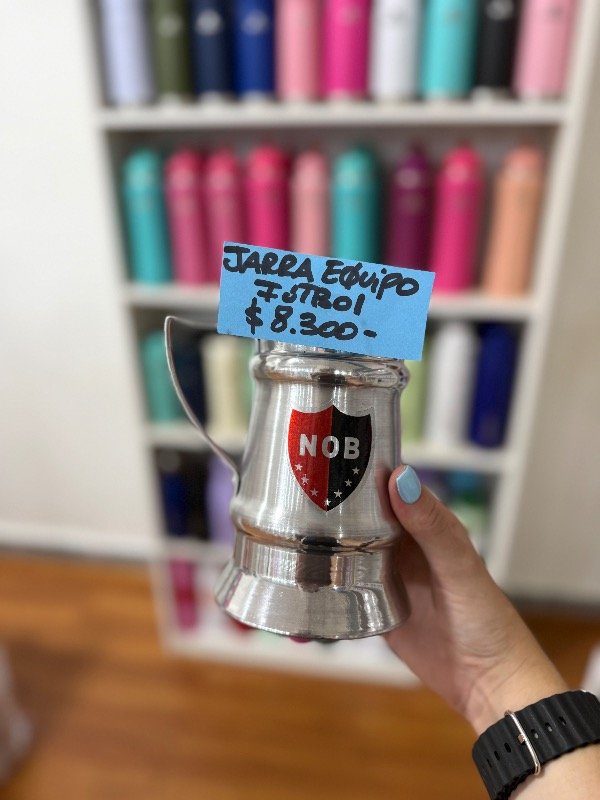 JARRA EQUIPO
FUTBOL
$ 8.300-
NOB